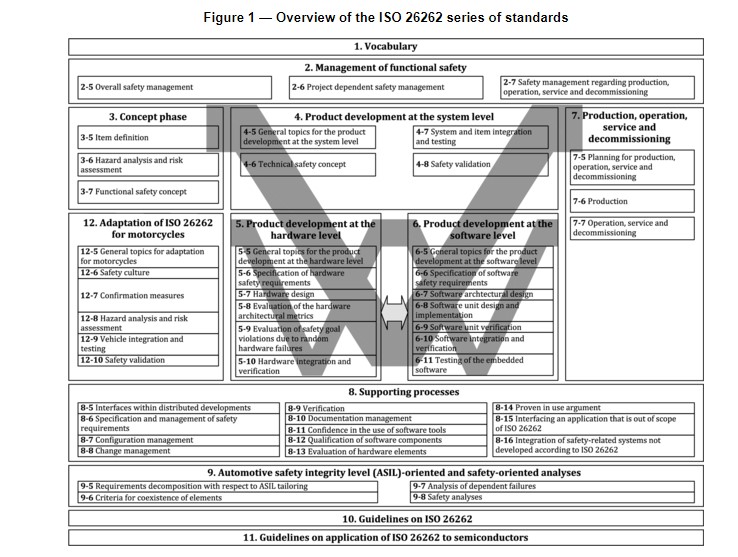 Figure 1 — Overview of the ISO 26262 series of standards
1. Vocabulary
2. Management of functional safety
2-5 Overall safety management
2-6 Project dependent safety management
2-7 Safety management regarding production,
operation, service and decommissioning
3. Concept phase
3-5 Item definition
3-6 Hazard analysis and risk
assessment
3-7 Functional safety concept
4. Product development at the system level
4-5 General topics for the product
development at the system level
4-6 Technical safety concept
4-7 System and item integration
and testing
4-8 Safety validation
7. Production, operation,
service and
decommissioning
7-5 Planning for production,
operation, service and
decommissioning
7-6 Production
7-7 Operation, service and
decommissioning
12. Adaptation of ISO 26262
for motorcycles
12-5 General topics for adaptation
for motorcycles
12-6 Safety culture
12-7 Confirmation measures
12-8 Hazard analysis and risk
assessment
12-9 Vehicle integration and
testing
12-10 Safety validation
5. Product development at the
hardware level
5-5 General topics for the product
development at the hardware level
5-6 Specification of hardware
safety requirements
5-7 Hardware design
5-8 Evaluation of the hardware
architectural metrics
5-9 Evaluation of safety goal
violations due to random
hardware failures
5-10 Hardware integration and
verification
6. Product development at the
software level
6-5 General topics for the product
development at the software level
6-6 Specification of software
safety requirements
6-7 Software archtectural design
6-8 Software unit design and
implementation
6-9 Software unit verification
6-10 Software integration and
verification
6-11 Testing of the embedded
software
8. Supporting processes
8-5 Interfaces within distributed developments
8-6 Specification and management of safety
requirements
8-7 Configuration management
8-8 Change management
8-9 Verification
8-10 Documentation management
8-11 Confidence in the use of software tools
8-12 Qualification of software components
8-13 Evaluation of hardware elements
8-14 Proven in use argument
8-15 Interfacing an application that is out of scope
of ISO 26262
8-16 Integration of safety-related systems not
developed according to ISO 26262
9. Automotive safety integrity level (ASIL)-oriented and safety-oriented analyses
9-5 Requirements decomposition with respect to ASIL tailoring
9-6 Criteria for coexistence of elements
9-7 Analysis of dependent failures
9-8 Safety analyses
10. Guidelines on ISO 26262
11. Guidelines on application of ISO 26262 to semiconductors